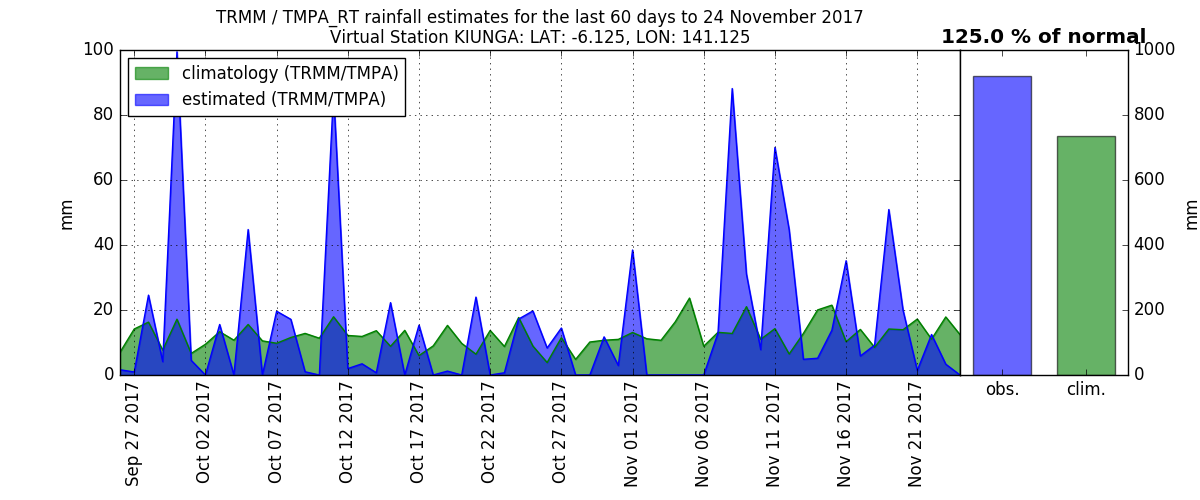 TRMM / TMPA_RT rainfall estimates for the last 60 days to 24 November 2017
Virtual Station KIUNGA: LAT: -6.125, LON: 141.125
125.0 % of normal
climatology (TRMM/TMPA)
estimated (TRMM/TMPA)
mm
100
80
60
40
20
0
Sep 27 2017
Oct 02 2017
Oct 07 2017
Oct 12 2017
Oct 17 2017
Oct 22 2017
Oct 27 2017
Nov 01 2017
Nov 06 2017
Nov 11 2017
Nov 16 2017
Nov 21 2017
obs.
clim.
1000
800
600
400
200
0
mm